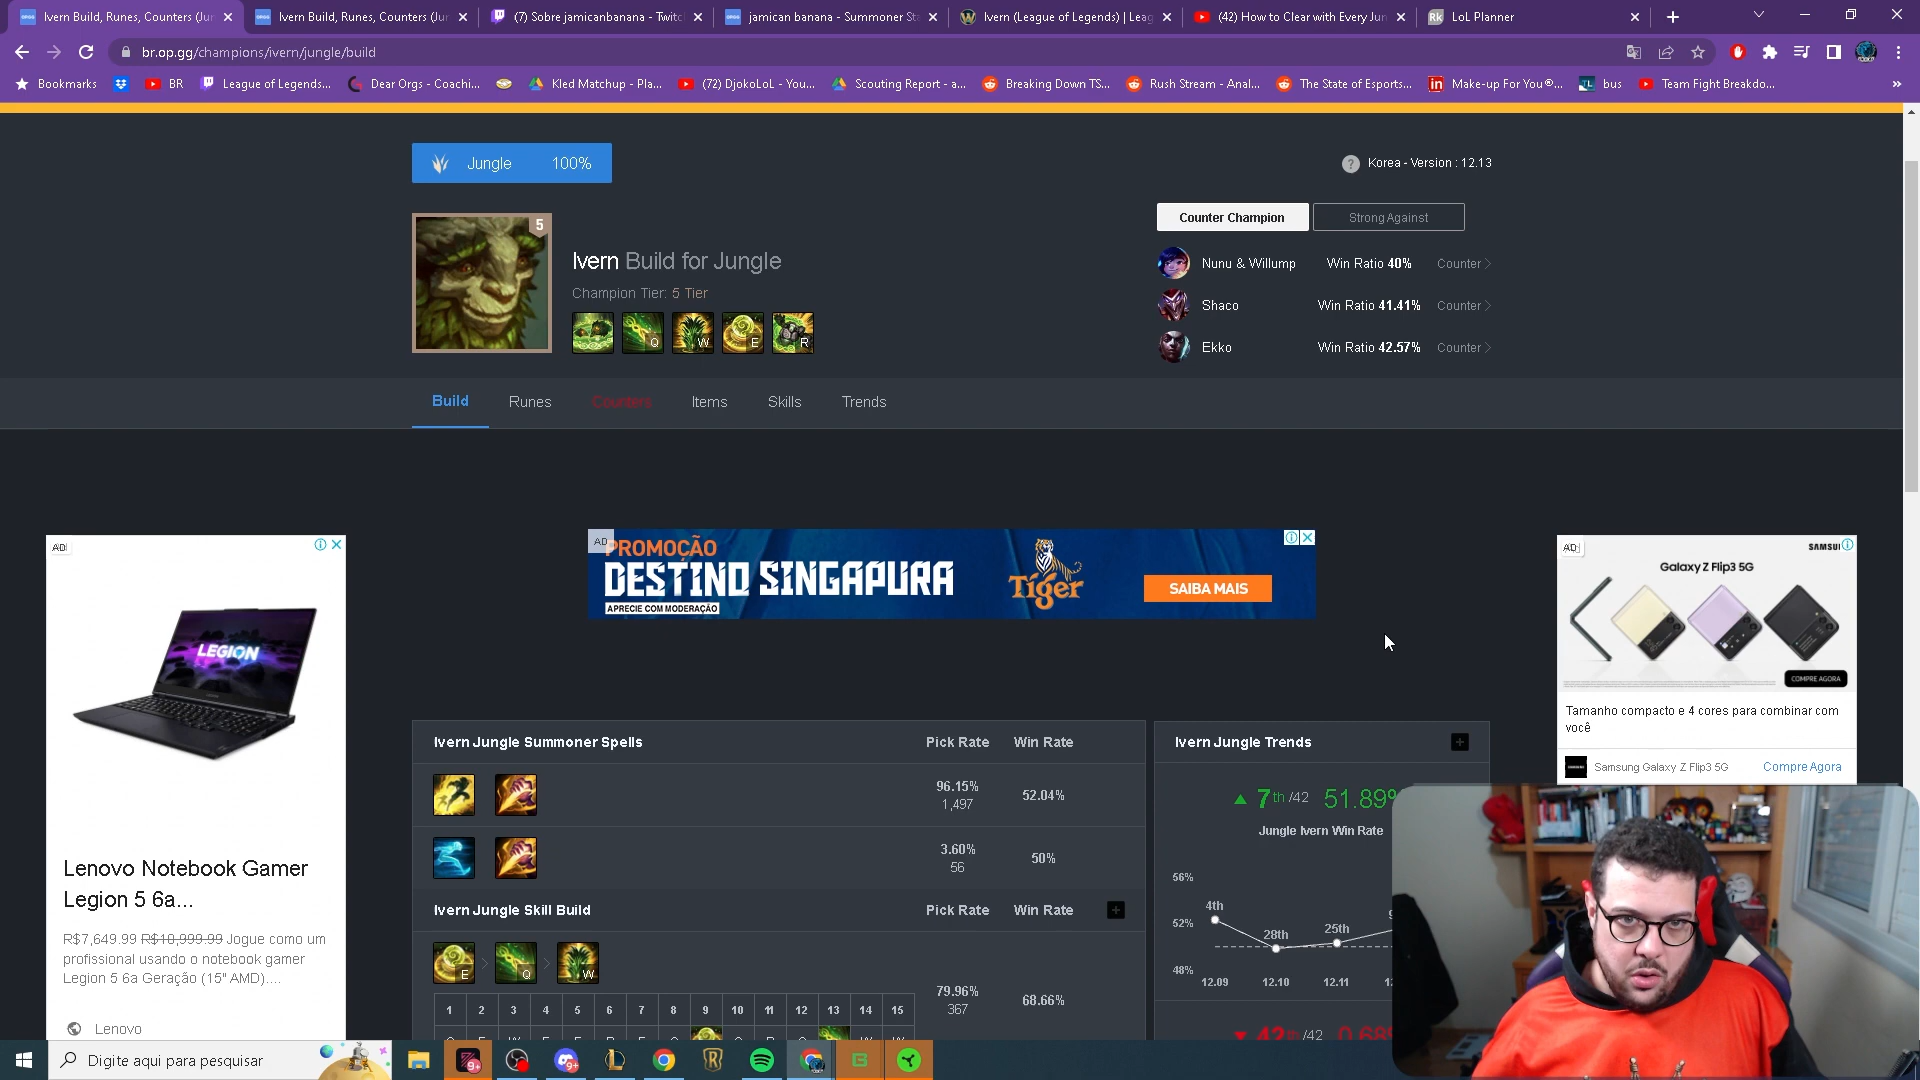 Ivern Build, Runes, Counters (Jun
Ivern Build, Runes, Counters (Jun
(7) Sobre jamicanbanana - Twitch
jamican banana - Summoner Sta
Ivern (League of Legends) | Leag
(42) How to Clear with Every Jun
LoL Planner
br.op.gg/champions/ivern/jungle/build
Bookmarks
BR
League of Legends...
Dear Orgs - Coachi...
Kled Matchup - Pla...
(72) DjokoLoL - You...
Scouting Report - a...
Breaking Down TS...
Rush Stream - Anal...
The State of Esports...
Make-up For You®...
bus
Team Fight Breakdo...
Jungle 100%
Korea - Version : 12.13
Counter Champion
Strong Against
5
Ivern Build for Jungle
Champion Tier: 5 Tier
Q
W
E
R
Nunu & Willump Win Ratio 40% Counter
Shaco Win Ratio 41.41% Counter
Ekko Win Ratio 42.57% Counter
Build
Runes
Counters
Items
Skills
Trends
AD
AD
PROMOÇÃO
DESTINO SINGAPURA
APRECIE COM MODERAÇÃO
Tiger
SAIBA MAIS
AD
SAMSU
Galaxy Z Flip3 5G
COMPRE AGORA
Tamanho compacto e 4 cores para combinar com
você
Samsung Galaxy Z Flip3 5G
Compre Agora
LEGION
Lenovo Notebook Gamer
Legion 5 6a...
R$7,649.99 R$10,999.99 Jogue como um
profissional usando o notebook gamer
Legion 5 6a Geração (15" AMD)....
Lenovo
Ivern Jungle Summoner Spells Pick Rate Win Rate
96.15%
1,497
52.04%
3.60%
56
50%
Ivern Jungle Skill Build Pick Rate Win Rate
E
Q
W
79.96%
367
68.66%
1 2 3 4 5 6 7 8 9 10 11 12 13 14 15
Ivern Jungle Trends
7th /42 51.89%
Jungle Ivern Win Rate
56%
52%
48%
4th
28th
25th
12.09 12.10 12.11
42th /42 0.68%
Digite aqui para pesquisar